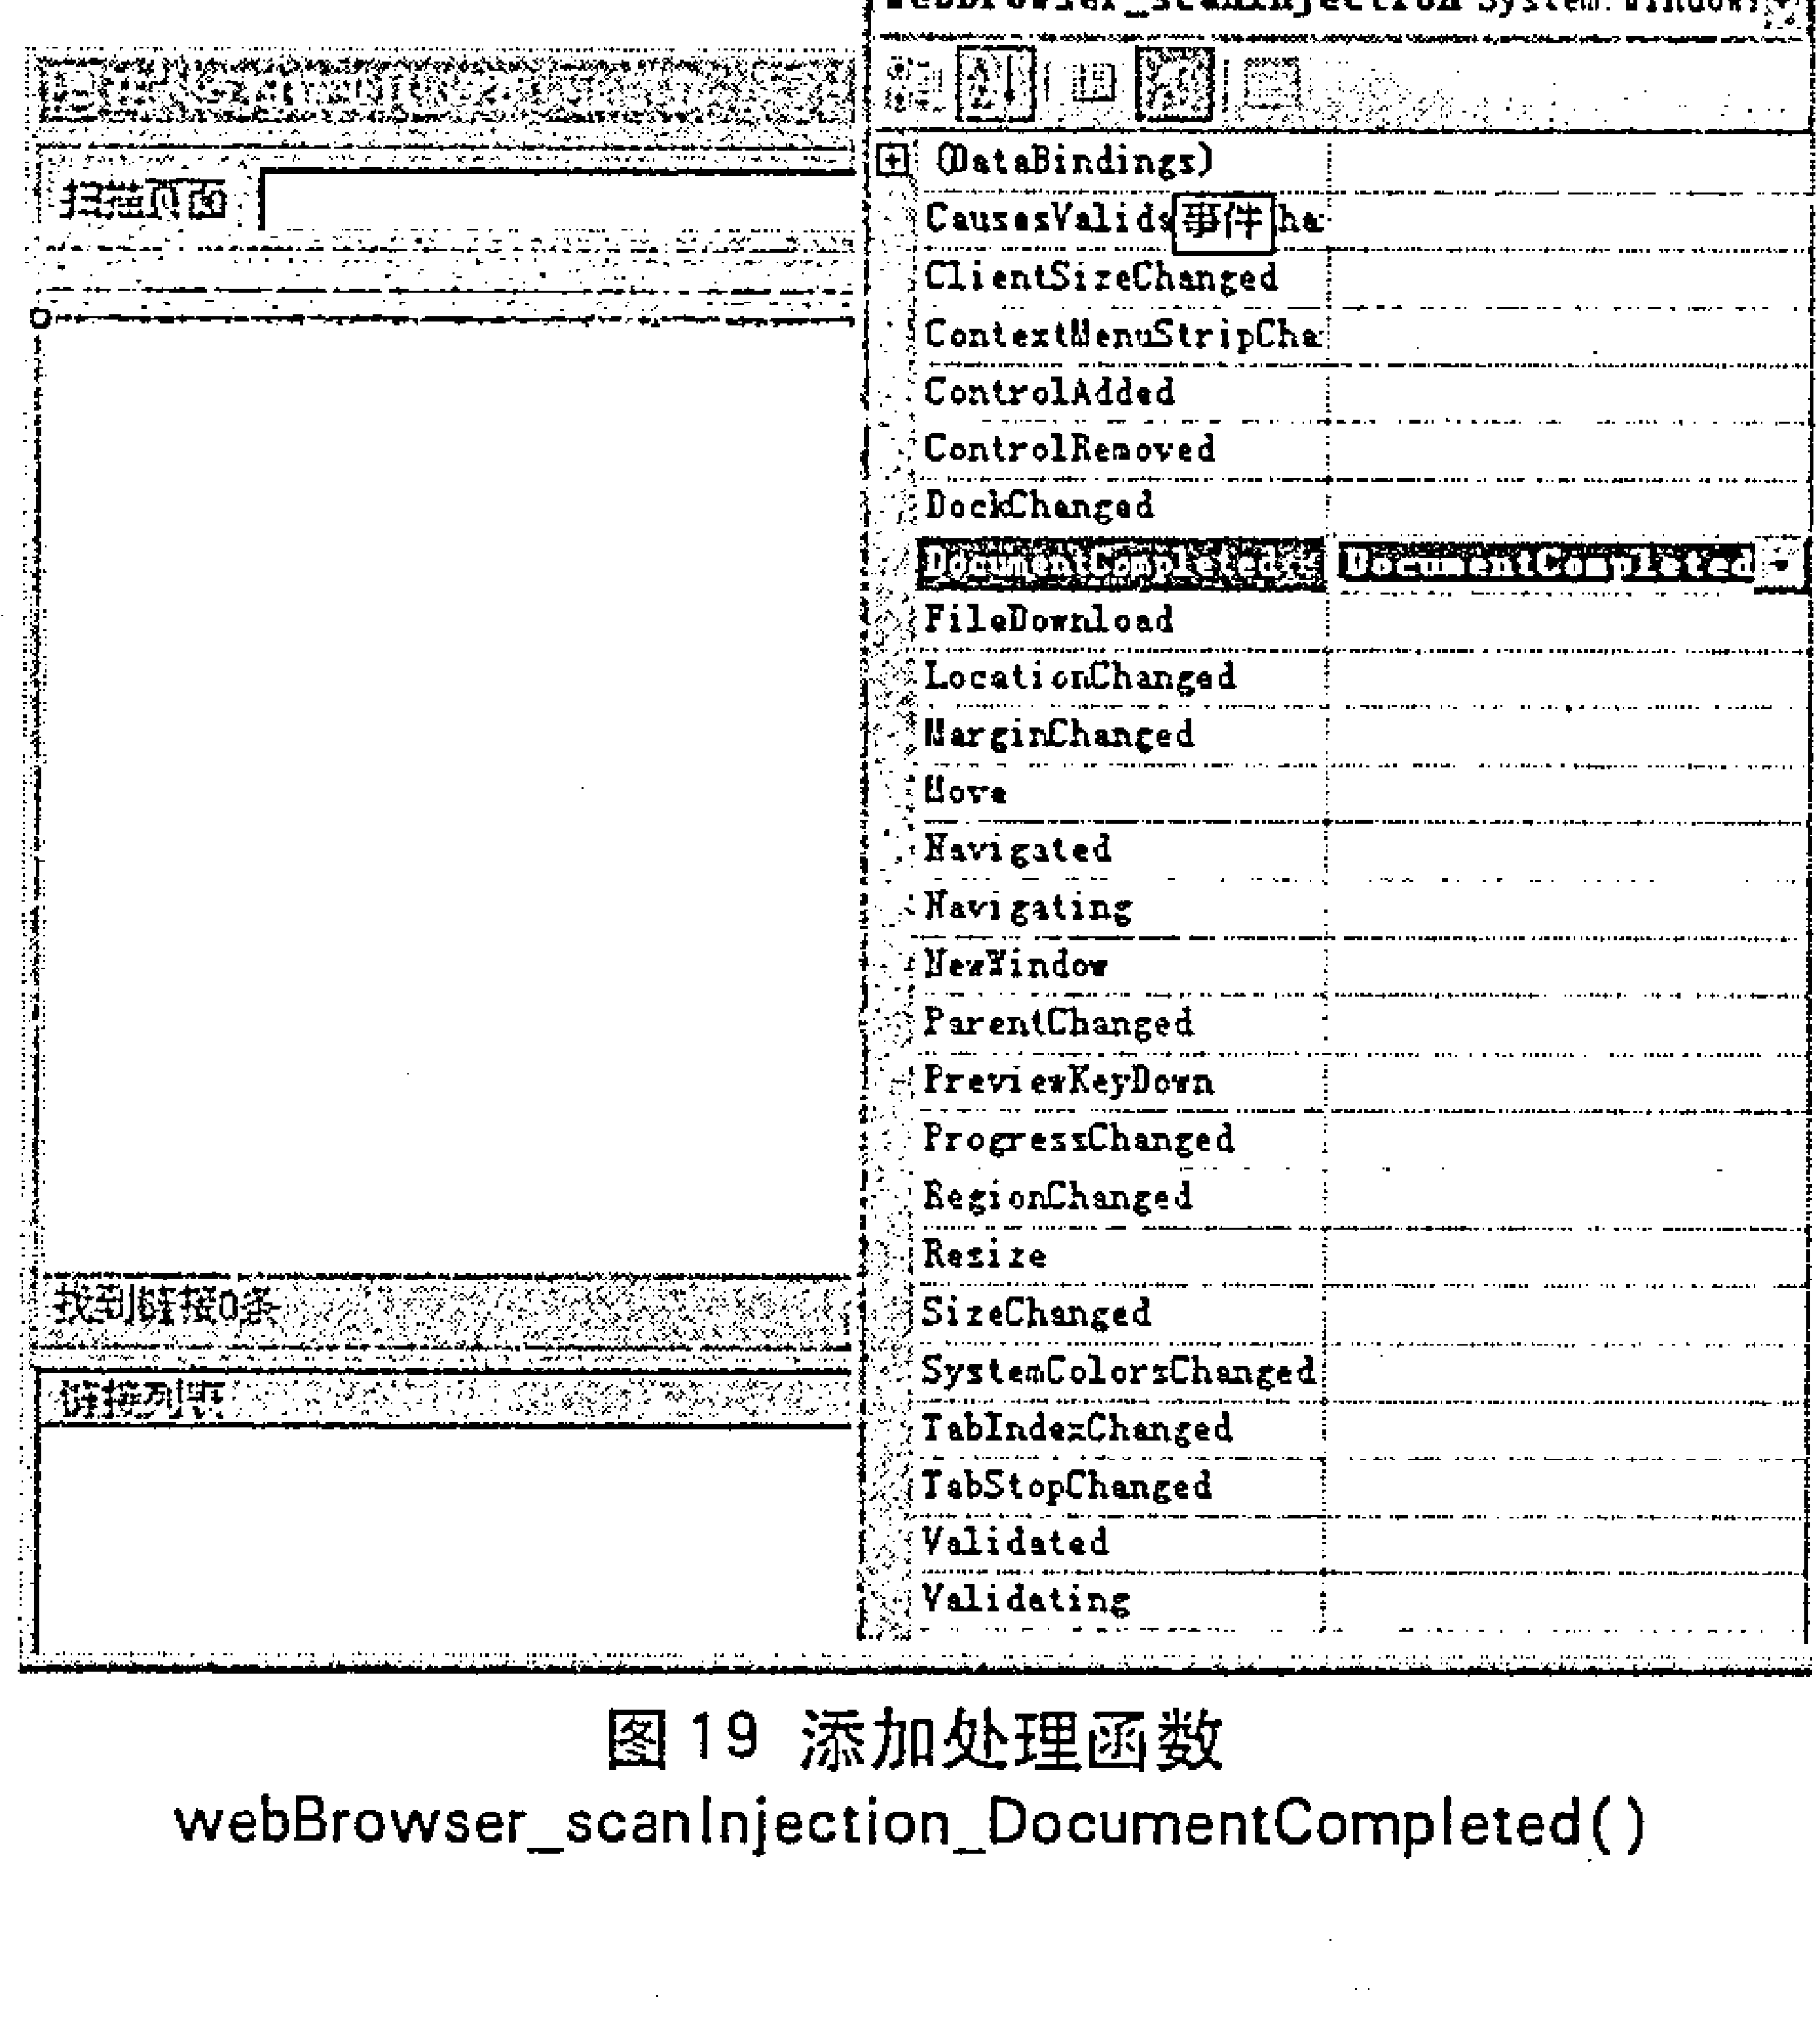 webBrowser_scanInjection System.Window
扫描页面
(DataBindings)
CausesValida
事件
ha
ClientSizeChanged
ContextMenuStripCha
ControlAdded
ControlRemoved
DockChanged
DocumentCompleted DocumentCompleted
FileDownload
LocationChanged
MarginChanged
Move
Navigated
Navigating
NewWindow
ParentChanged
PreviewKeyDown
ProgressChanged
RegionChanged
Resize
SizeChanged
SystemColorsChanged
TabIndexChanged
TabStopChanged
Validated
Validating
找到链接0条
链接列表
图 19 添加处理函数
webBrowser_scanInjection_DocumentCompleted()